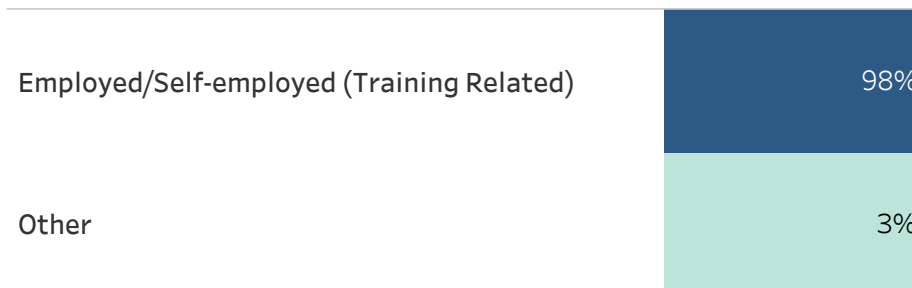 Employed/Self-employed (Training Related) 98%
Other 3%